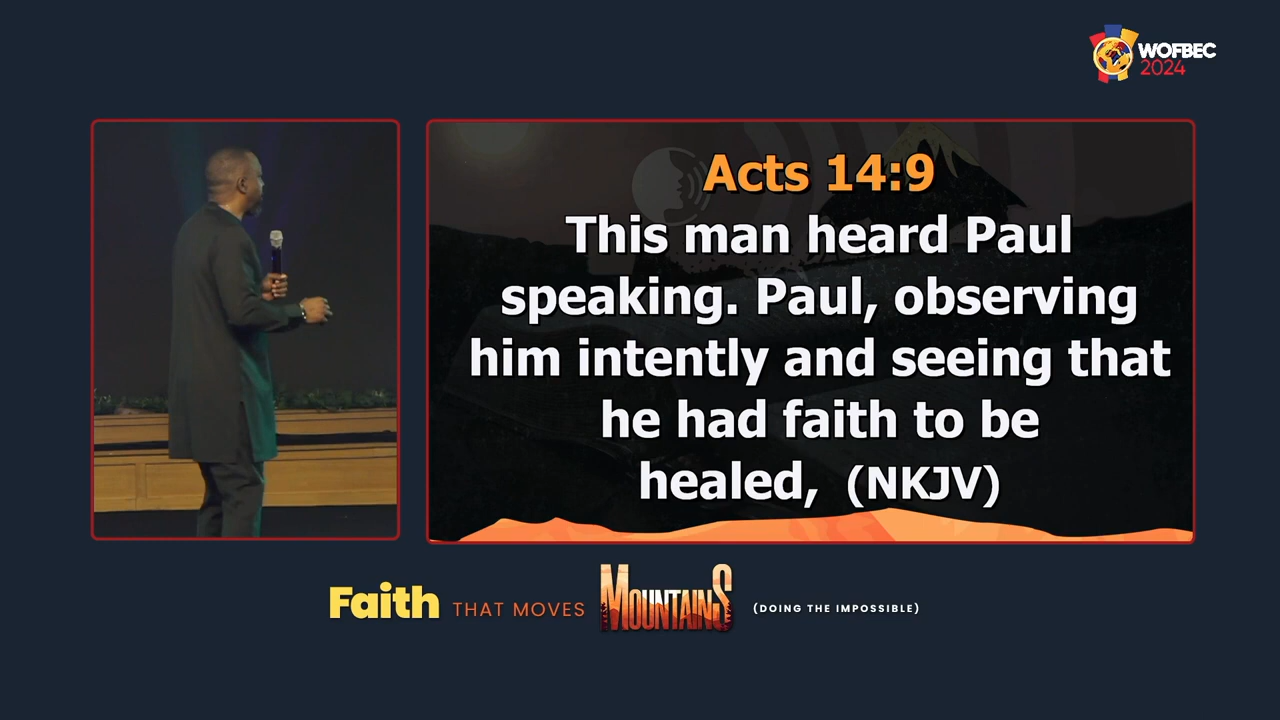 WOFBEC
2024
Acts 14:9
This man heard Paul
speaking. Paul, observing
him intently and seeing that
he had faith to be
healed, (NKJV)
Faith THAT MOVES MOUNTAINS (DOING THE IMPOSSIBLE)